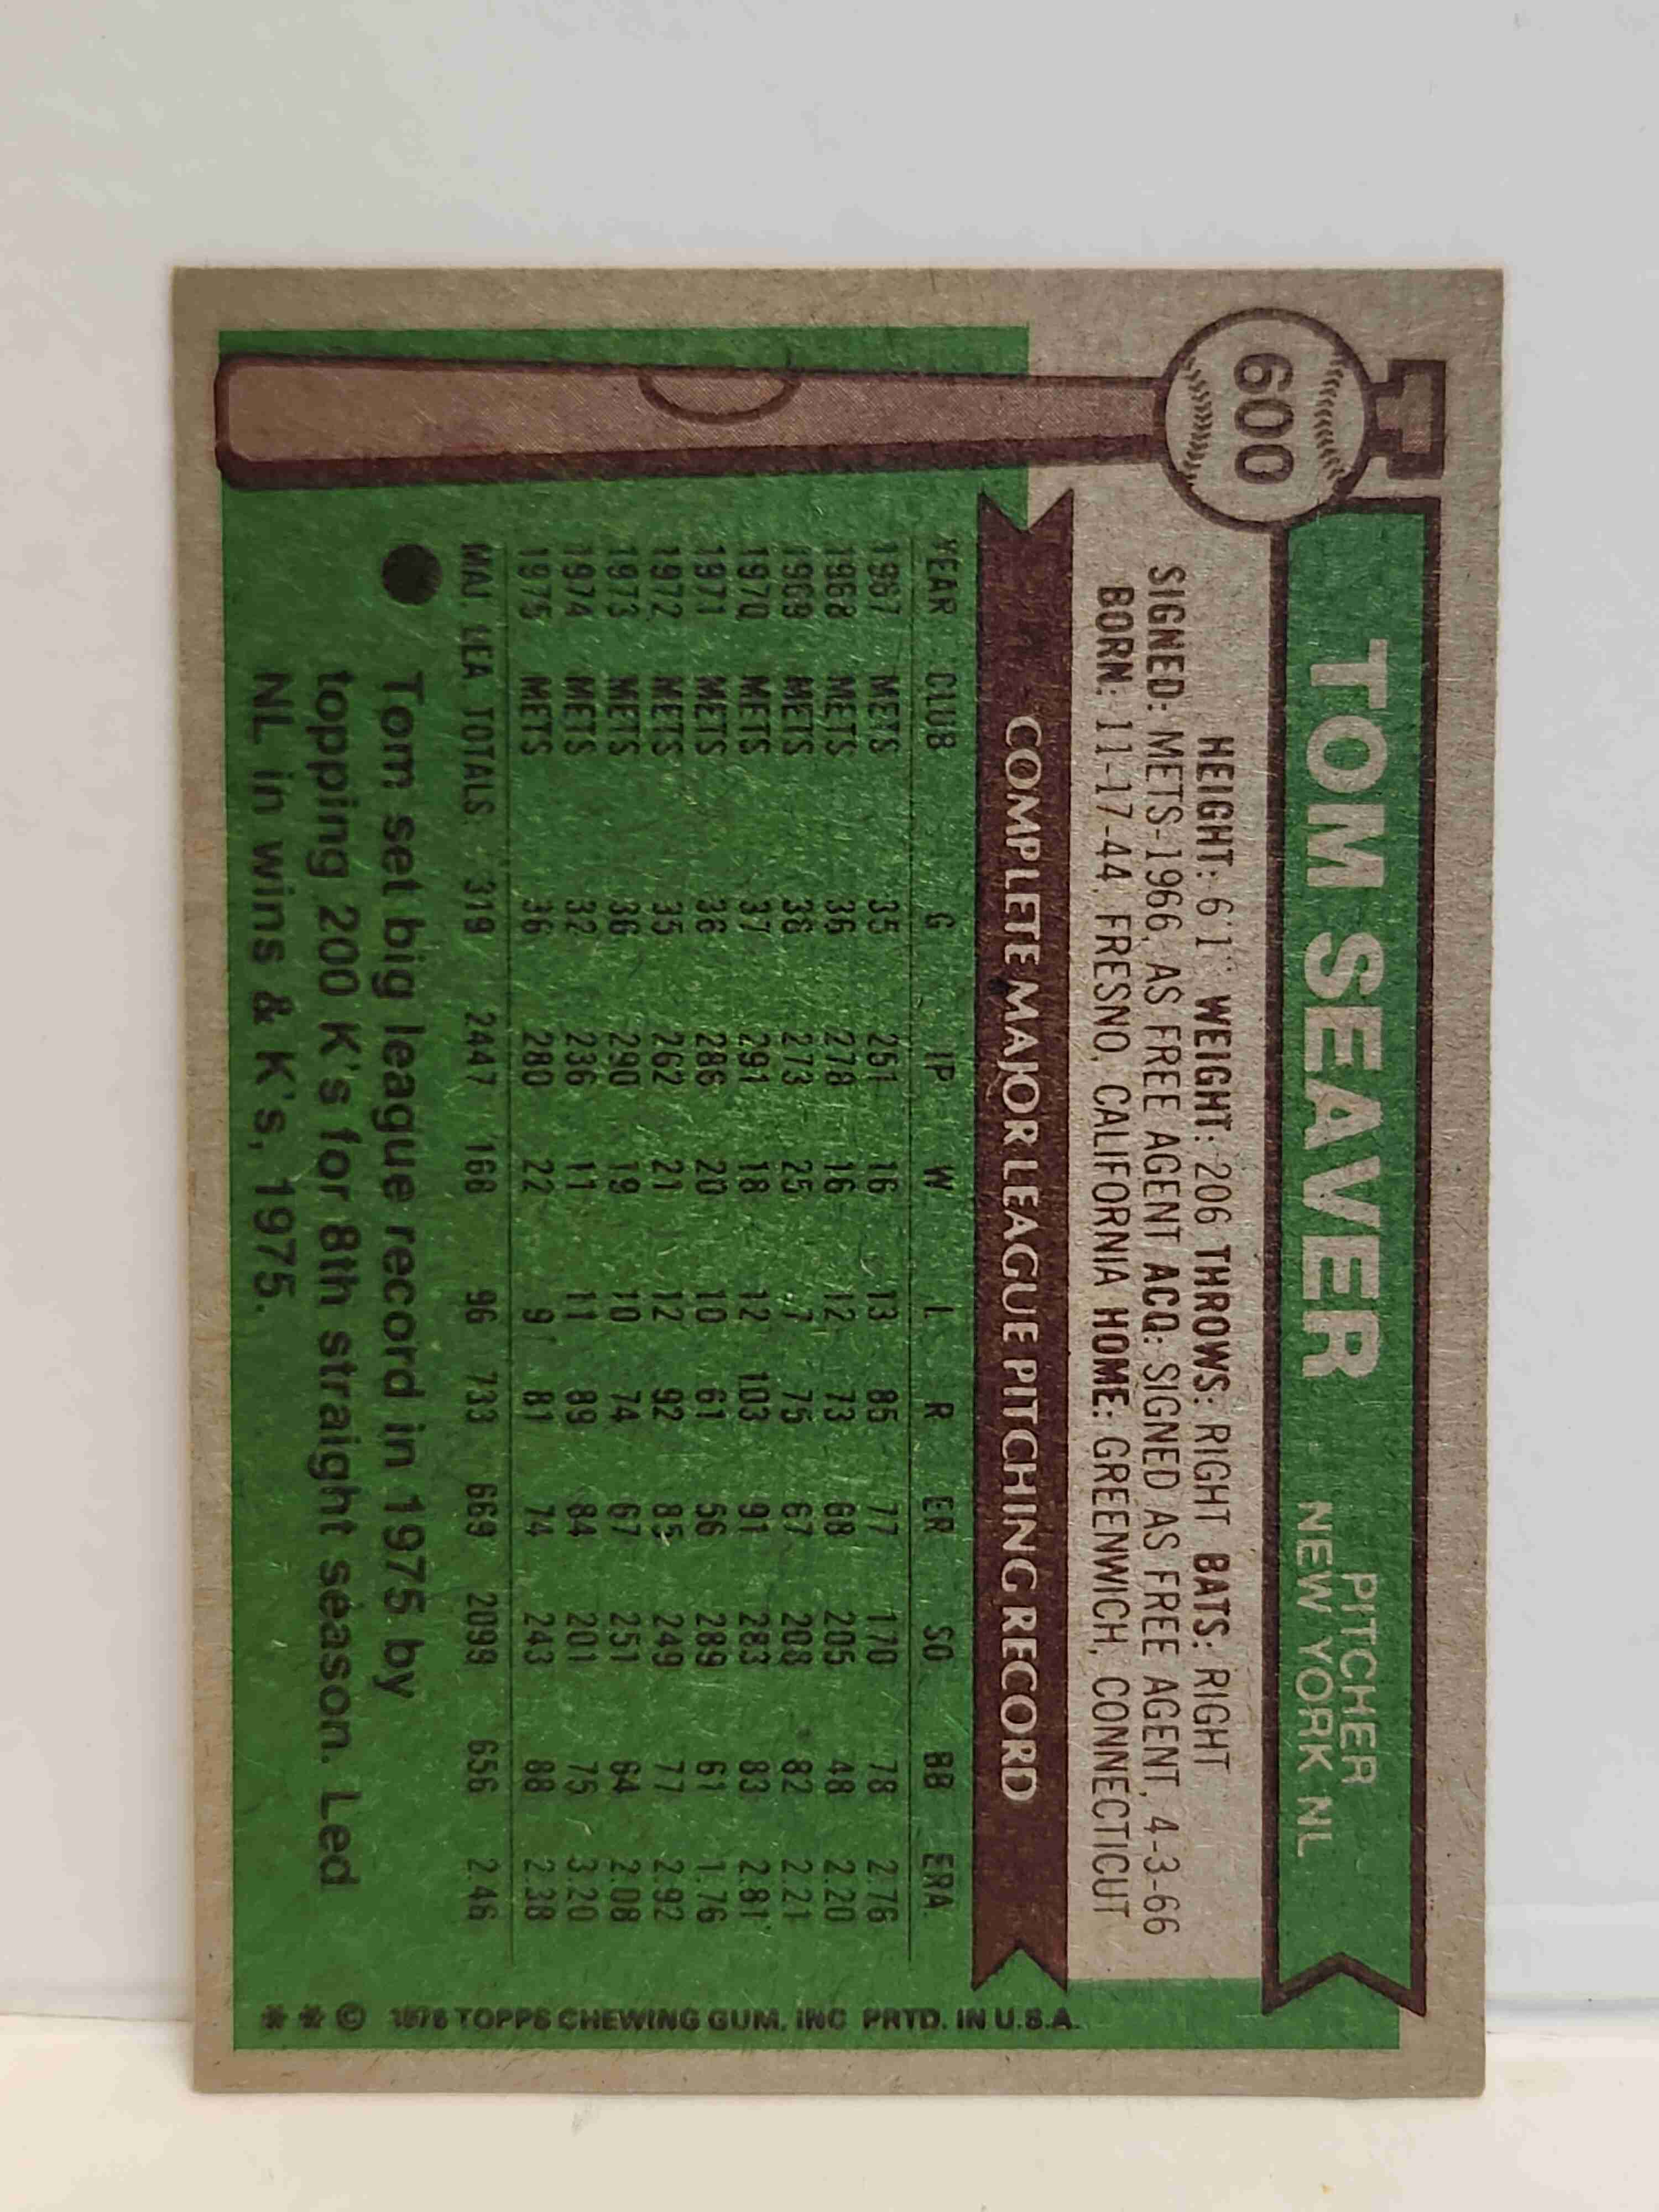 600
TOM SEAVER
PITCHER
NEW YORK NL
HEIGHT: 6'1" WEIGHT: 206 THROWS: RIGHT BATS: RIGHT
SIGNED: METS-1966, AS FREE AGENT ACQ: SIGNED AS FREE AGENT, 4-3-66
BORN: 11-17-44, FRESNO, CALIFORNIA HOME: GREENWICH, CONNECTICUT
COMPLETE MAJOR LEAGUE PITCHING RECORD
YEAR CLUB G IP W L R ER SO BB ERA
1967 METS 35 251 16 13 85 77 170 78 2.76
1968 METS 36 278 16 12 73 68 205 48 2.20
1969 METS 36 273 25 7 75 67 208 82 2.21
1970 METS 37 291 18 12 103 91 283 83 2.81
1971 METS 36 286 20 10 61 56 289 61 1.76
1972 METS 35 262 21 12 92 85 249 77 2.92
1973 METS 36 290 19 10 74 67 251 64 2.08
1974 METS 32 236 11 11 89 84 201 75 3.20
1975 METS 36 280 22 9 81 74 243 88 2.38
MAJ. LEA. TOTALS 319 2447 168 96 733 669 2099 656 2.46
Tom set big league record in 1975 by
topping 200 K's for 8th straight season. Led
NL in wins & K's, 1975.
** © 1976 TOPPS CHEWING GUM, INC PRTD. IN U.S.A.